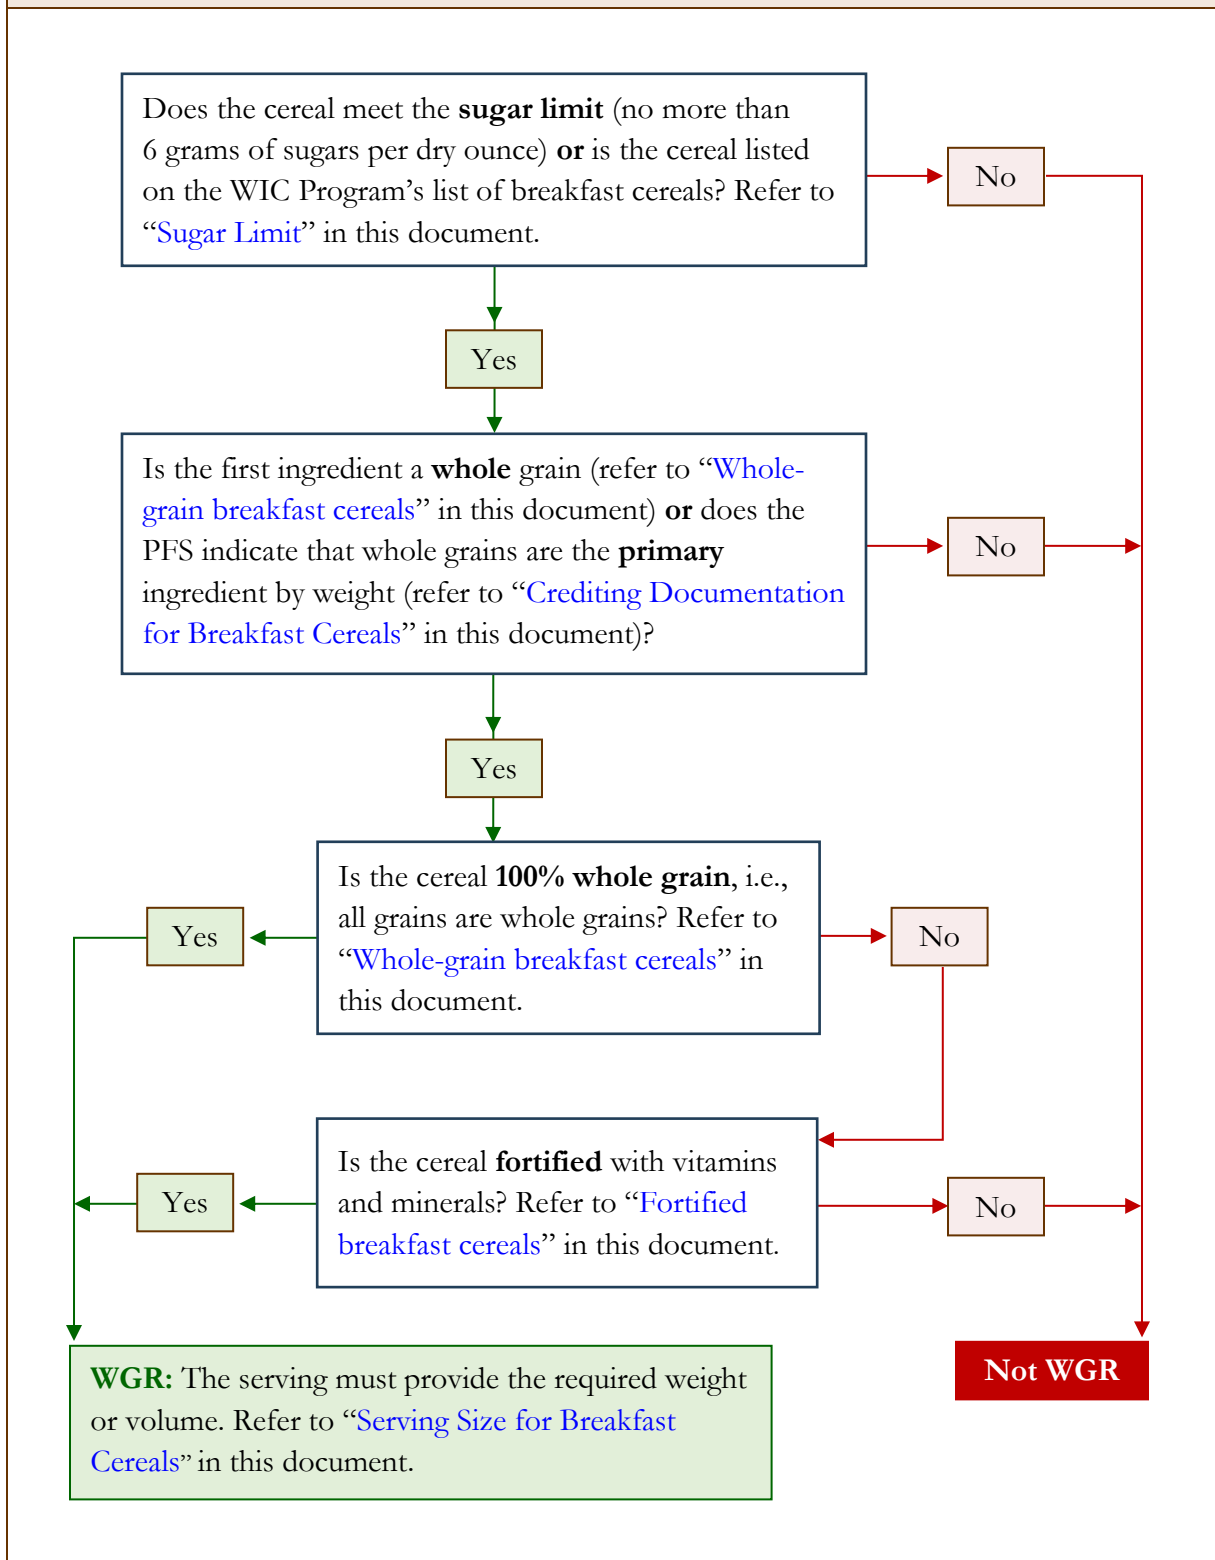 Does the cereal meet the sugar limit (no more than
6 grams of sugars per dry ounce) or is the cereal listed
on the WIC Program’s list of breakfast cereals? Refer to
“Sugar Limit” in this document.
No
Yes
Is the first ingredient a whole grain (refer to “Whole-
grain breakfast cereals” in this document) or does the
PFS indicate that whole grains are the primary
ingredient by weight (refer to “Crediting Documentation
for Breakfast Cereals” in this document)?
No
Yes
Is the cereal 100% whole grain, i.e.,
all grains are whole grains? Refer to
“Whole-grain breakfast cereals” in
this document.
Yes
No
Is the cereal fortified with vitamins
and minerals? Refer to “Fortified
breakfast cereals” in this document.
Yes
No
WGR: The serving must provide the required weight
or volume. Refer to “Serving Size for Breakfast
Cereals” in this document.
Not WGR